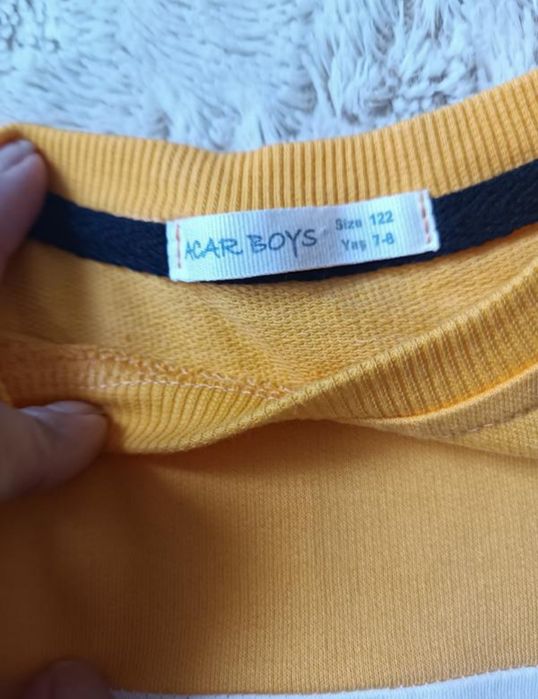 ACAR BOYS
Size 122
Yaş 7-8